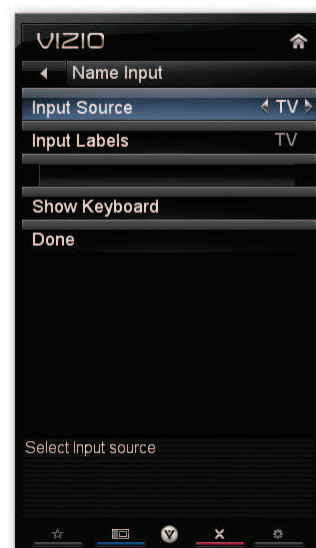 VIZIO
Name Input
Input Source TV
Input Labels TV
Show Keyboard
Done
Select Input source
V